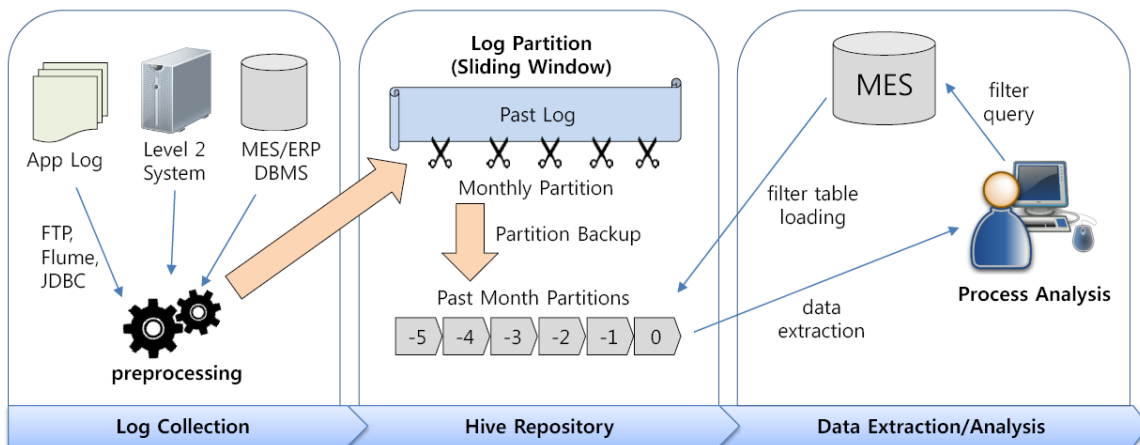 App Log
Level 2
System
MES/ERP
DBMS
FTP,
Flume,
JDBC
preprocessing
Log Collection
Log Partition
(Sliding Window)
Past Log
Monthly Partition
Partition Backup
Past Month Partitions
-5 -4 -3 -2 -1 0
Hive Repository
MES
filter
query
filter table
loading
Process Analysis
data
extraction
Data Extraction/Analysis